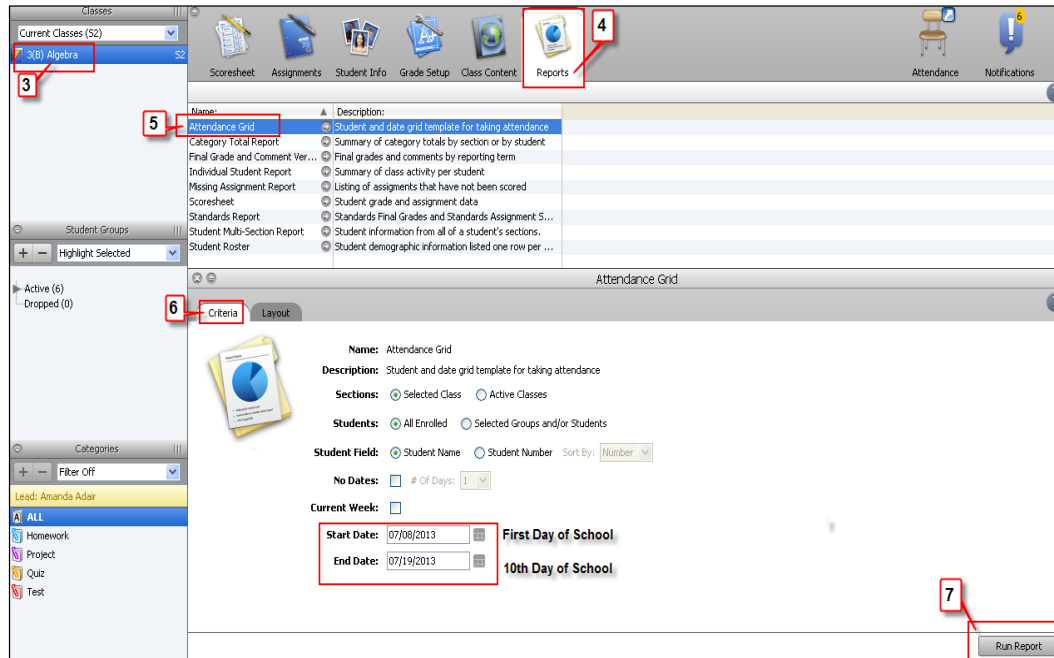 Classes
Current Classes (S2)
3(B) Algebra S2
3
4
6
Scoresheet Assignments Student Info Grade Setup Class Content Reports Attendance Notifications
Name: Description:
5
Attendance Grid Student and date grid template for taking attendance
Category Total Report Summary of category totals by section or by student
Final Grade and Comment Ver... Final grades and comments by reporting term
Individual Student Report Summary of class activity per student
Missing Assignment Report Listing of assigments that have not been scored
Scoresheet Student grade and assignment data
Standards Report Standards Final Grades and Standards Assignment S...
Student Multi-Section Report Student information from all of a student's sections.
Student Roster Student demographic information listed one row per ...
Student Groups
+ - Highlight Selected
Active (6)
Dropped (0)
Attendance Grid
6
Criteria Layout
Name: Attendance Grid
Description: Student and date grid template for taking attendance
Sections: Selected Class Active Classes
Students: All Enrolled Selected Groups and/or Students
Student Field: Student Name Student Number Sort By: Number
No Dates: # Of Days: 1
Current Week:
Start Date: 07/08/2013 First Day of School
End Date: 07/19/2013 10th Day of School
Categories
+ - Filter Off
Lead: Amanda Adair
ALL
Homework
Project
Quiz
Test
7
Run Report